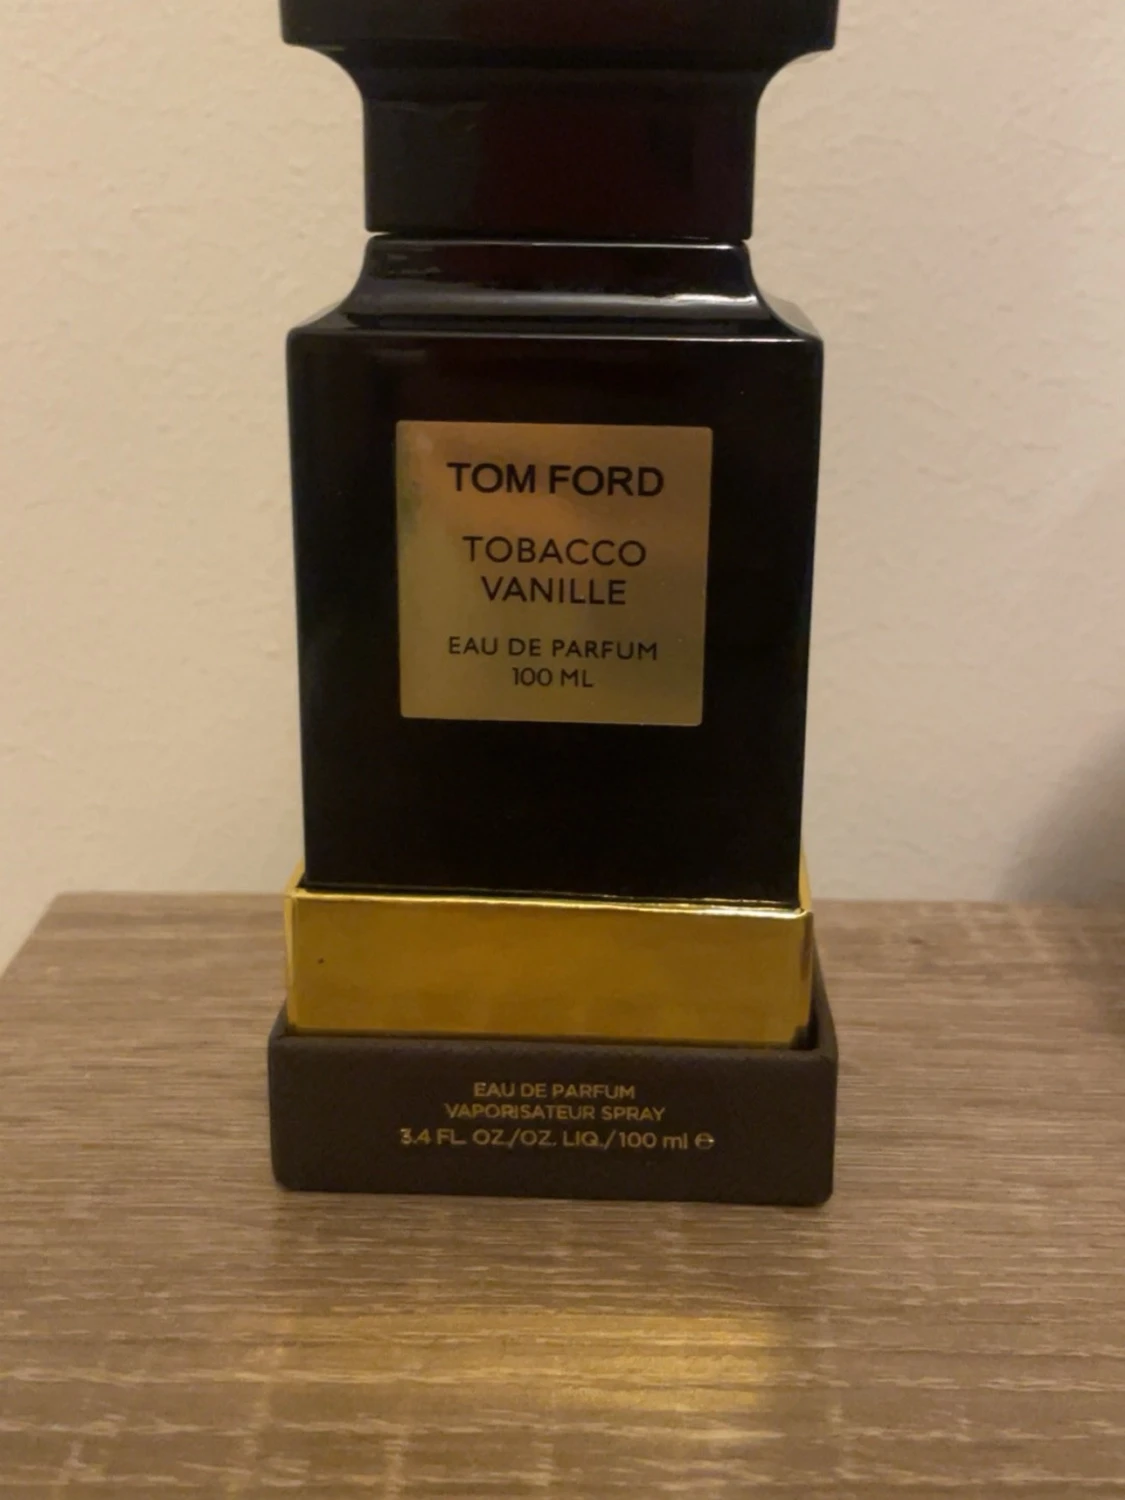 TOM FORD
TOBACCO
VANILLE
EAU DE PARFUM
100 ML
EAU DE PARFUM
VAPORISATEUR SPRAY
3.4 FL. OZ./OZ. LIQ./100 ml ℮